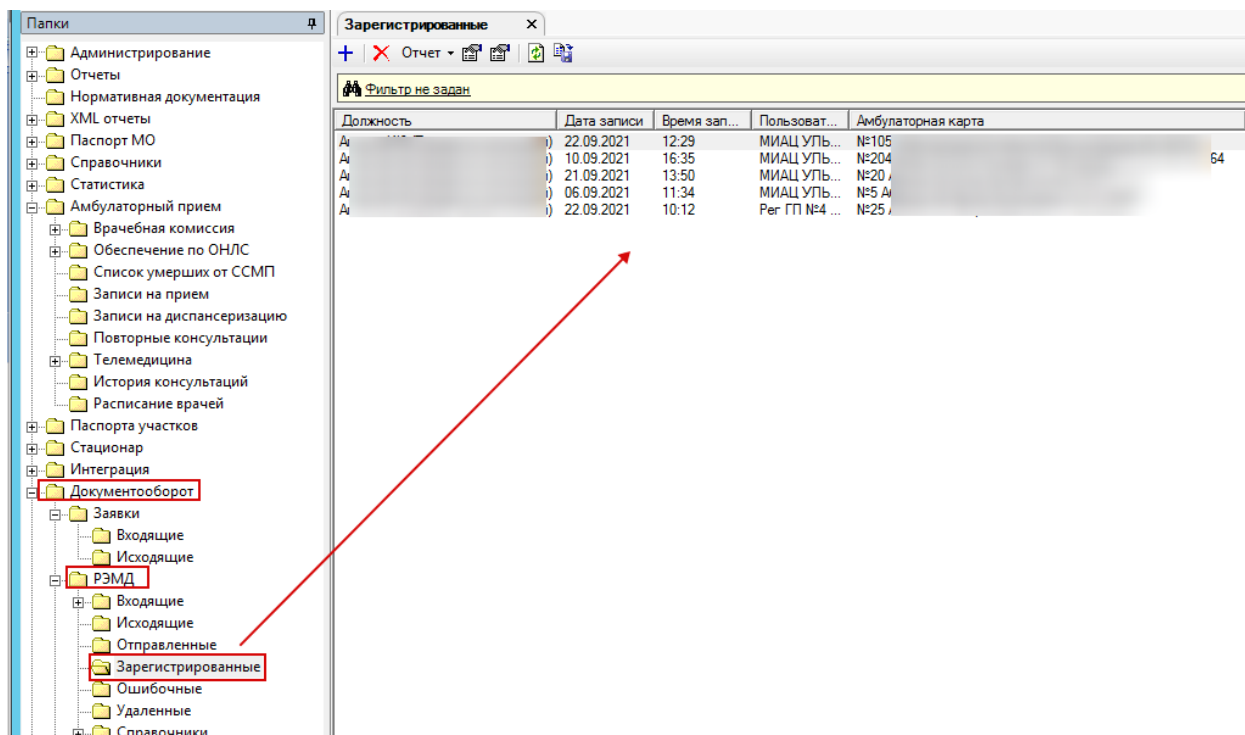 Папки
Администрирование
Отчеты
Нормативная документация
XML отчеты
Паспорт МО
Справочники
Статистика
Амбулаторный прием
Врачебная комиссия
Обеспечение по ОНЛС
Список умерших от ССМП
Записи на прием
Записи на диспансеризацию
Повторные консультации
Телемедицина
История консультаций
Расписание врачей
Паспорта участков
Стационар
Интеграция
Документооборот
Заявки
Входящие
Исходящие
РЭМД
Входящие
Исходящие
Отправленные
Зарегистрированные
Ошибочные
Удаленные
Справочники
Зарегистрированные
Отчет
Фильтр не задан
Должность Дата записи Время зап... Пользоват... Амбулаторная карта
22.09.2021 12:29 МИАЦ УЛЬ... №105
10.09.2021 16:35 МИАЦ УЛЬ... №204 64
21.09.2021 13:50 МИАЦ УЛЬ... №20
06.09.2021 11:34 МИАЦ УЛЬ... №5
22.09.2021 10:12 Рег ГП №4 ... №25